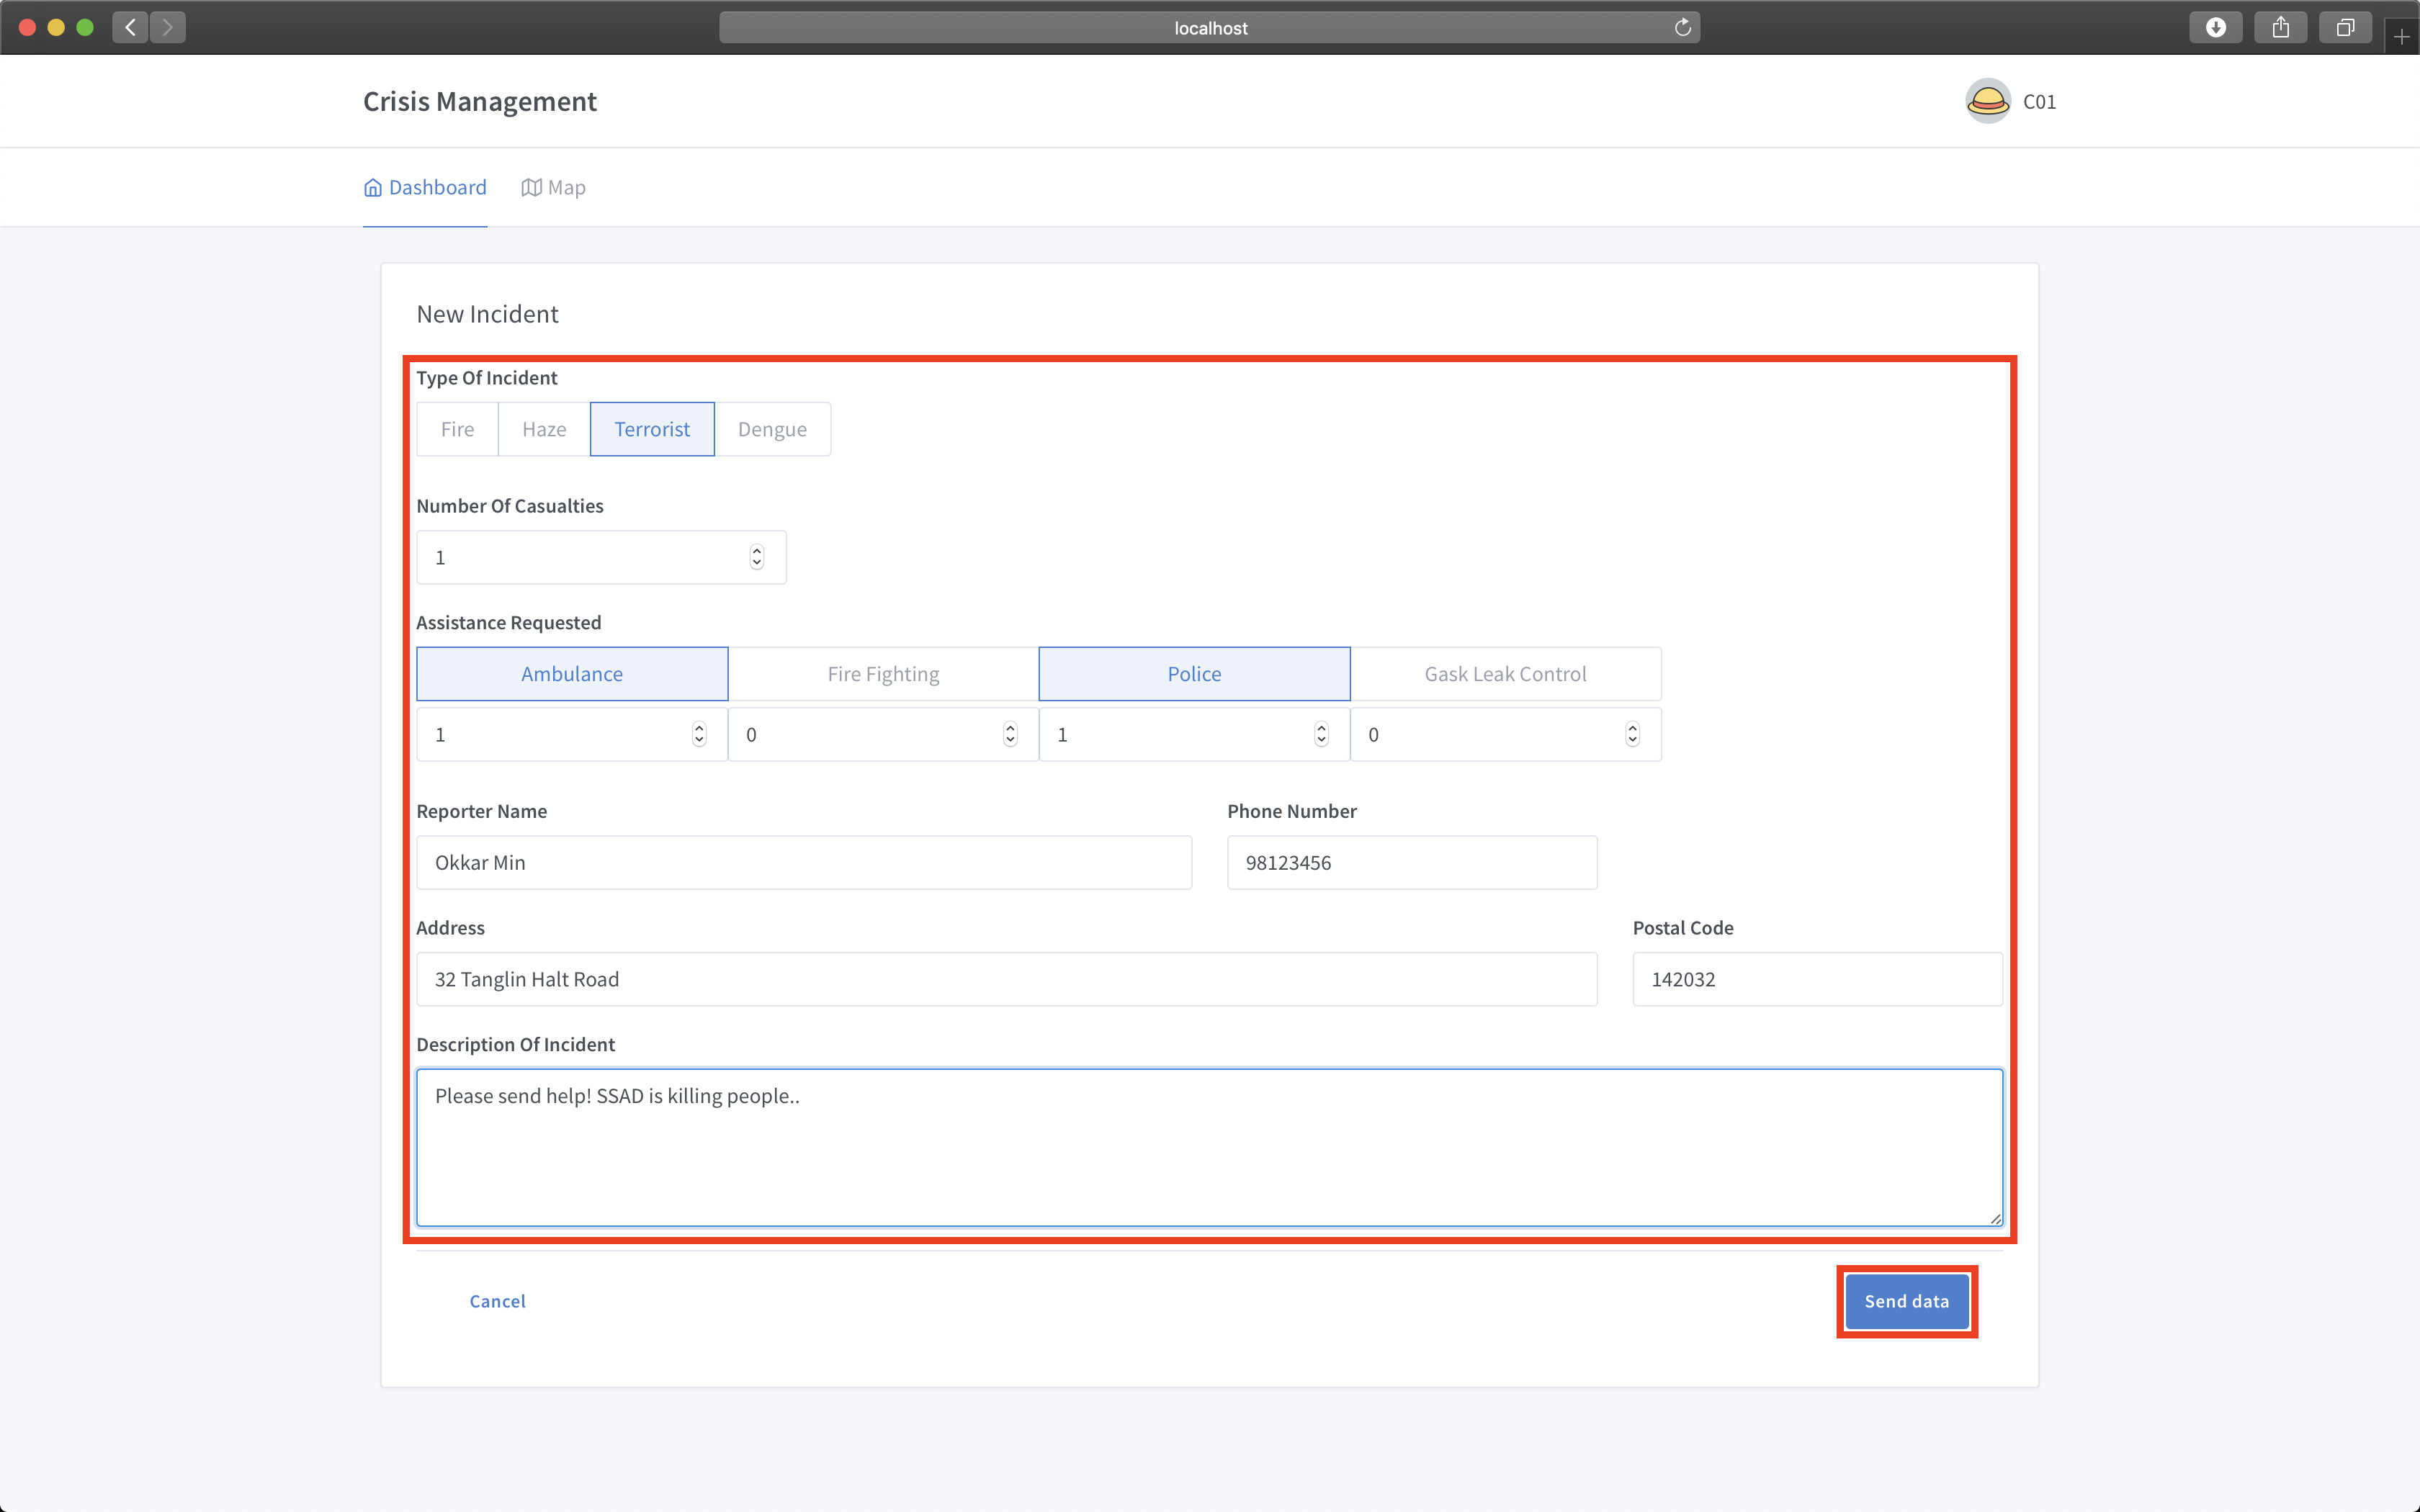 localhost
Crisis Management
C01
Dashboard Map
New Incident
Type Of Incident
Fire Haze Terrorist Dengue
Number Of Casualties
1
Assistance Requested
Ambulance Fire Fighting Police Gask Leak Control
1 0 1 0
Reporter Name Phone Number
Okkar Min 98123456
Address Postal Code
32 Tanglin Halt Road 142032
Description Of Incident
Please send help! SSAD is killing people..
Cancel Send data